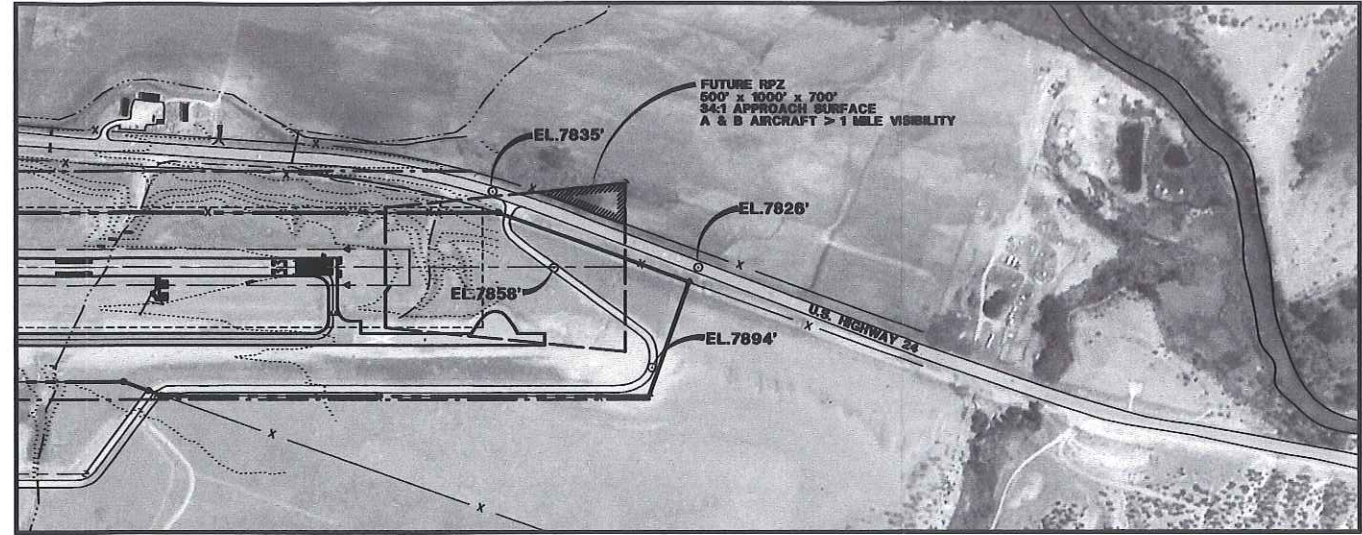 FUTURE RPZ
500' x 1000' x 700'
34:1 APPROACH SURFACE
A & B AIRCRAFT > 1 MILE VISIBILITY
EL.7835'
EL.7826'
EL.7858'
U.S. HIGHWAY 24
EL.7894'